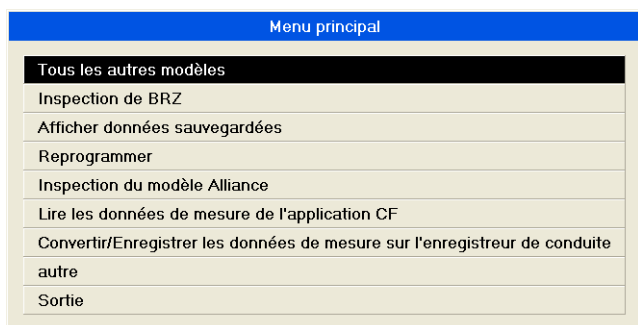 Menu principal
Tous les autres modèles
Inspection de BRZ
Afficher données sauvegardées
Reprogrammer
Inspection du modèle Alliance
Lire les données de mesure de l'application CF
Convertir/Enregistrer les données de mesure sur l'enregistreur de conduite
autre
Sortie